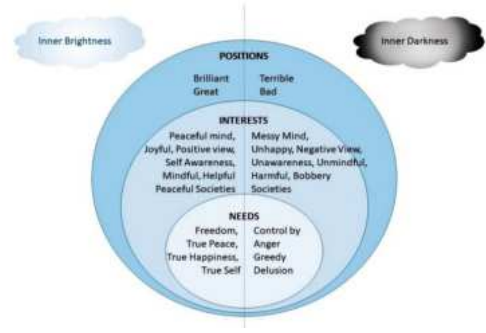 Inner Brightness
Inner Darkness
POSITIONS
Brilliant Terrible
Great Bad
INTERESTS
Peaceful mind, Messy Mind,
Joyful, Positive view, Unhappy, Negative View,
Self Awareness, Unawareness, Unmindful,
Mindful, Helpful Harmful, Bobbery
Peaceful Societies Societies
NEEDS
Freedom, Control by
True Peace, Anger
True Happiness, Greedy
True Self Delusion